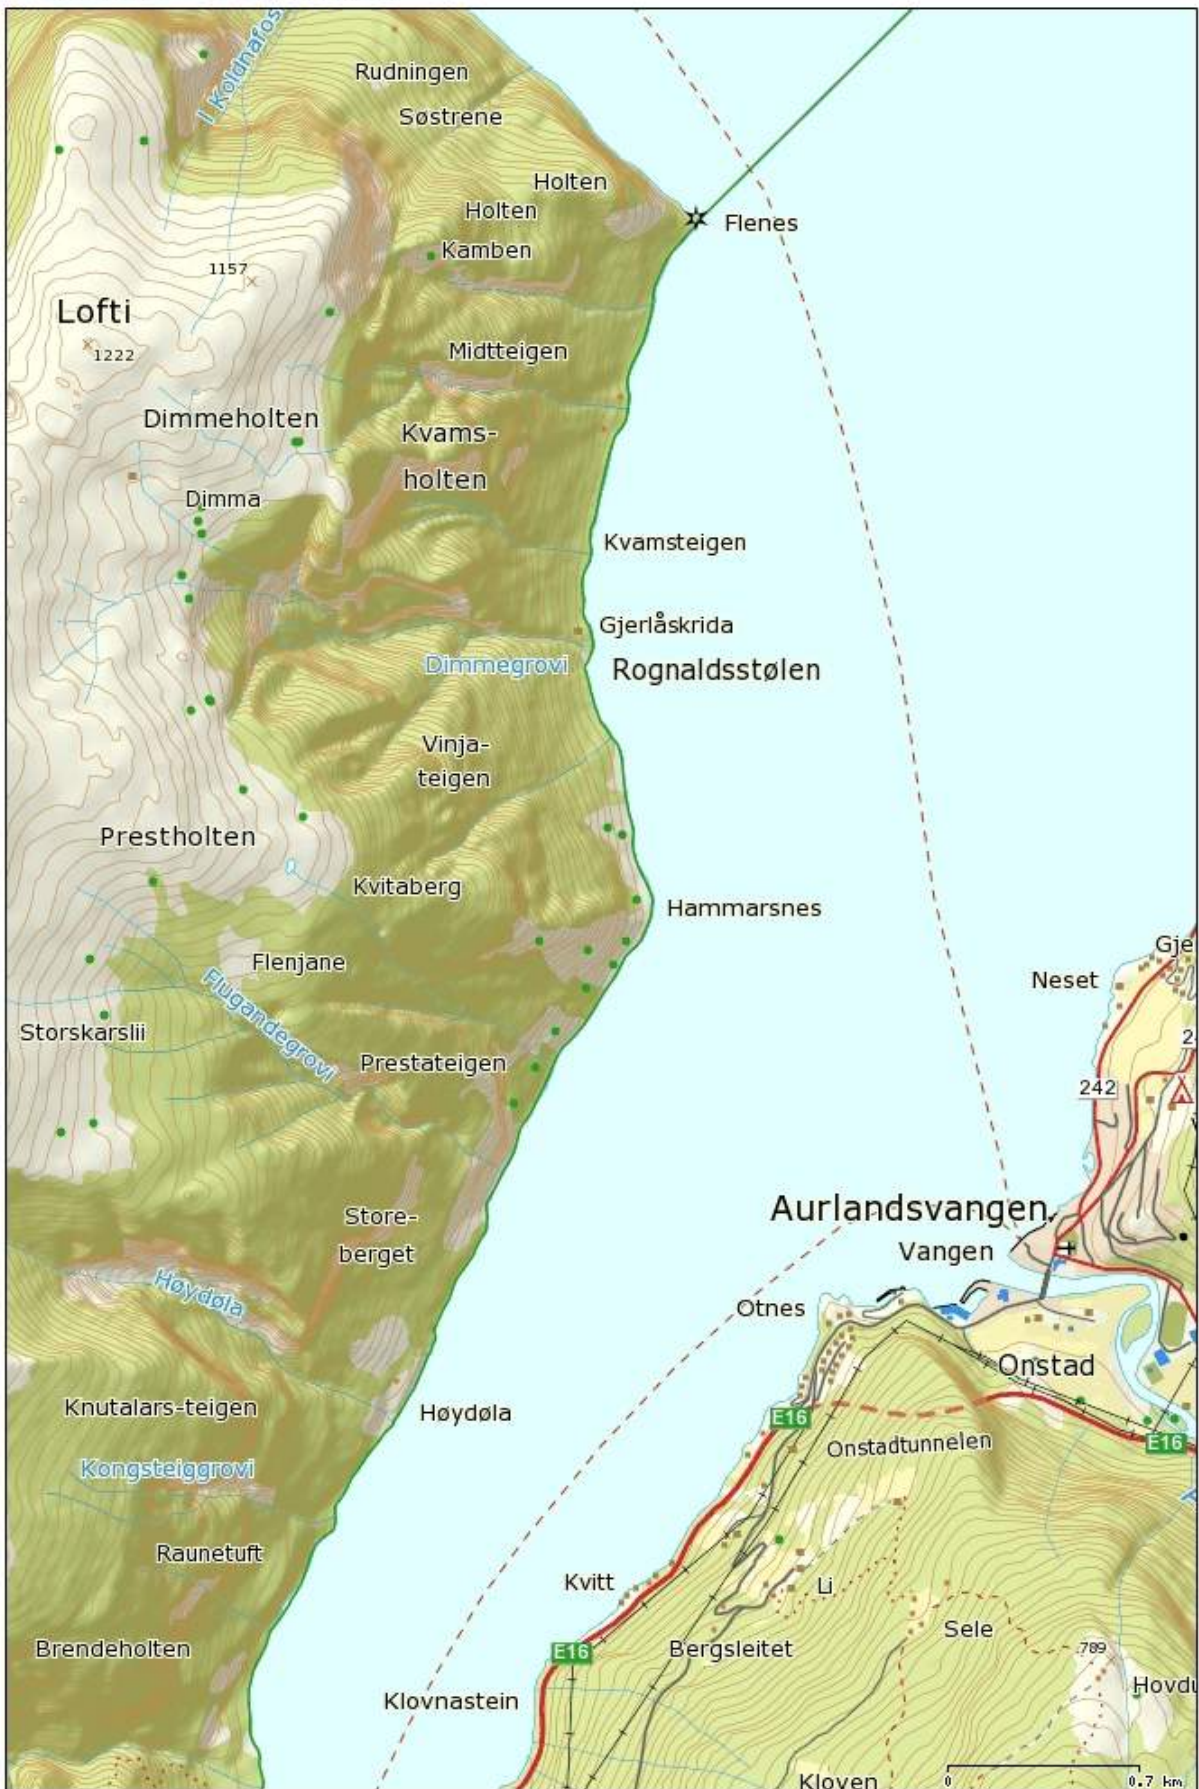 I Koldnafos
Rudningen
Søstrene
Holten
Holten
Flenes
Kamben
1157
Lofti
1222
Midtteigen
Dimmeholten
Kvams-
holten
Dimma
Kvamsteigen
Gjerlåskrida
Dimmegrovi
Rognaldsstølen
Vinja-
teigen
Prestholten
Kvitaberg
Hammarsnes
Gje
Flenjane
Neset
Flugandegrovi
Storskarslii
2
Prestateigen
242
Store-
berget
Aurlandsvangen
Vangen
Høydøla
Otnes
Onstad
Knutalars-teigen
Høydøla
E16
Onstadtunnelen
E16
Kongsteiggrovi
Raunetuft
Kvitt
Li
Sele
Brendeholten
E16
Bergsleitet
789
Hovdu
Klovnastein
Kloven
0 0.7 km